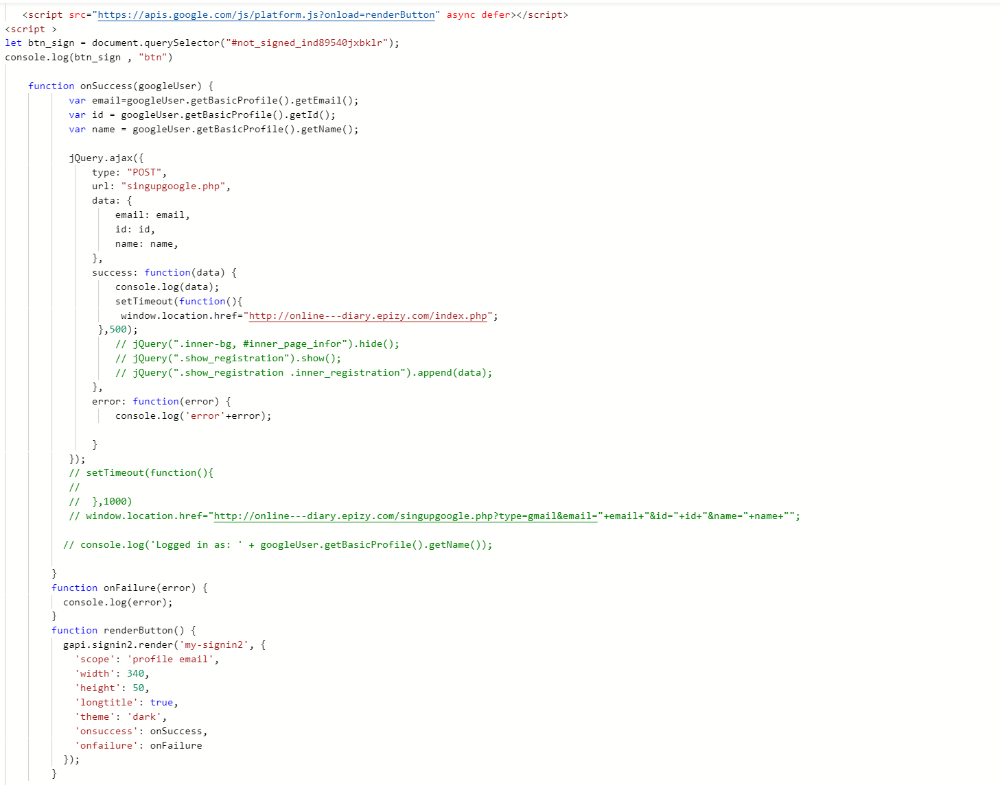 <script src="https://apis.google.com/js/platform.js?onload=renderButton" async defer></script>
<script >
let btn_sign = document.querySelector("#not_signed_ind89540jxbklr");
console.log(btn_sign , "btn")
function onSuccess(googleUser) {
var email=googleUser.getBasicProfile().getEmail();
var id = googleUser.getBasicProfile().getId();
var name = googleUser.getBasicProfile().getName();
jQuery.ajax({
type: "POST",
url: "singupgoogle.php",
data: {
email: email,
id: id,
name: name,
},
success: function(data) {
console.log(data);
setTimeout(function(){
window.location.href="http://online---diary.epizy.com/index.php";
},500);
// jQuery(".inner-bg, #inner_page_infor").hide();
// jQuery(".show_registration").show();
// jQuery(".show_registration .inner_registration").append(data);
},
error: function(error) {
console.log('error'+error);
}
});
// setTimeout(function(){
//
// },1000)
// window.location.href="http://online---diary.epizy.com/singupgoogle.php?type=gmail&email="+email+"&id="+id+"&name="+name+"";
// console.log('Logged in as: ' + googleUser.getBasicProfile().getName());
}
function onFailure(error) {
console.log(error);
}
function renderButton() {
gapi.signin2.render('my-signin2', {
'scope': 'profile email',
'width': 340,
'height': 50,
'longtitle': true,
'theme': 'dark',
'onsuccess': onSuccess,
'onfailure': onFailure
});
}